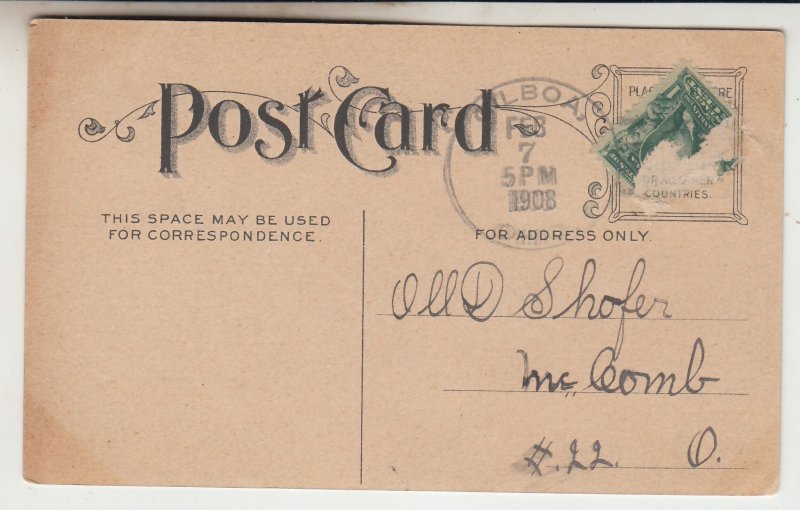 POST CARD
FEB
7
5PM
1908
COUNTRIES.
THIS SPACE MAY BE USED
FOR CORRESPONDENCE.
FOR ADDRESS ONLY.
Shofer
Mc Comb
#.22. O.